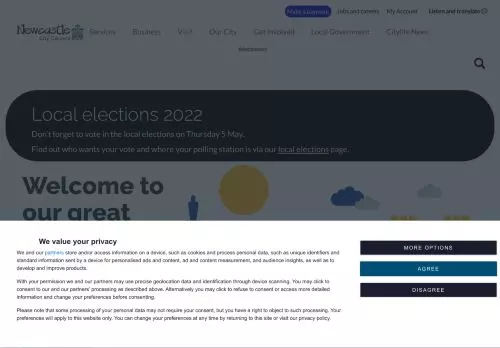 Make a payment Jobs and careers My Account Listen and translate
Newcastle
City Council
Services Business Visit Our City Get Involved Local Government Citylife News
Local elections 2022
Don't forget to vote in the local elections on Thursday 5 May.
Find out who wants your vote and where your polling station is via our local elections page.
Welcome to
our great
We value your privacy
We and our partners store and/or access information on a device, such as cookies and process personal data, such as unique identifiers and
standard information sent by a device for personalised ads and content, ad and content measurement, and audience insights, as well as to
develop and improve products.
With your permission we and our partners may use precise geolocation data and identification through device scanning. You may click to
consent to our and our partners' processing as described above. Alternatively you may click to refuse to consent or access more detailed
information and change your preferences before consenting.
Please note that some processing of your personal data may not require your consent, but you have a right to object to such processing. Your
preferences will apply to this website only. You can change your preferences at any time by returning to this site or visit our privacy policy.
MORE OPTIONS
AGREE
DISAGREE